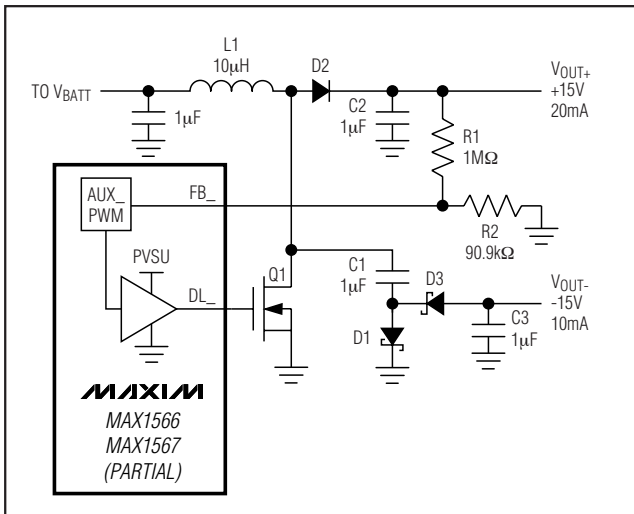 L1
10µH
D2
TO VBATT
1µF
C2
1µF
VOUT+
+15V
20mA
R1
1MΩ
AUX_
PWM
FB_
R2
90.9kΩ
PVSU
DL_
Q1
C1
1µF
D3
VOUT-
-15V
10mA
D1
C3
1µF
MAXIM
MAX1566
MAX1567
(PARTIAL)